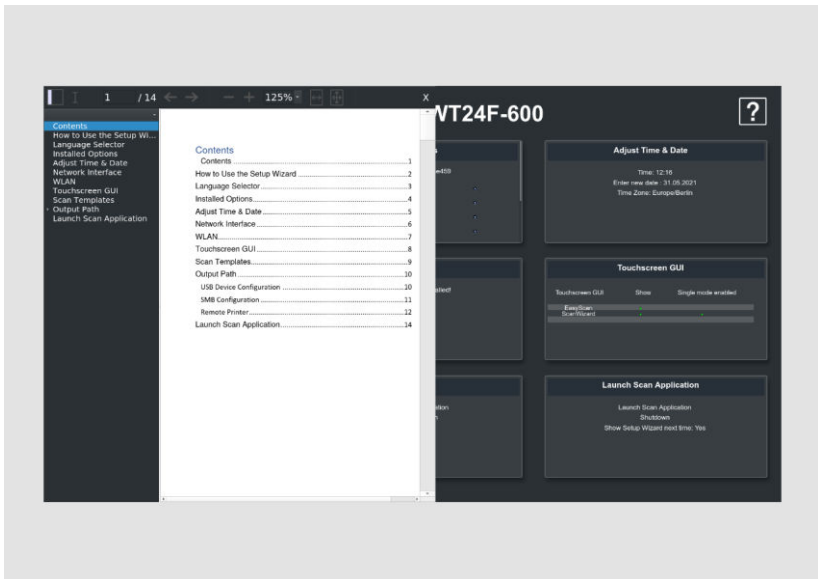 1 / 14 125% X
Contents
How to Use the Setup Wi...
Language Selector
Installed Options
Adjust Time & Date
Network Interface
WLAN
Touchscreen GUI
Scan Templates
Output Path
Launch Scan Application
Contents
Contents ........ 1
How to Use the Setup Wizard ........ 2
Language Selector ........ 3
Installed Options ........ 4
Adjust Time & Date ........ 5
Network Interface ........ 6
WLAN ........ 7
Touchscreen GUI ........ 8
Scan Templates ........ 9
Output Path ........ 10
USB Device Configuration ........ 10
SMB Configuration ........ 11
Remote Printer ........ 12
Launch Scan Application ........ 14
WT24F-600
?
Adjust Time & Date
Time: 12:16
Enter new date : 31.05.2021
Time Zone: Europe/Berlin
Touchscreen GUI
Touchscreen GUI Show Single mode enabled
EasyScan
ScanWizard
Launch Scan Application
Launch Scan Application
Shutdown
Show Setup Wizard next time: Yes